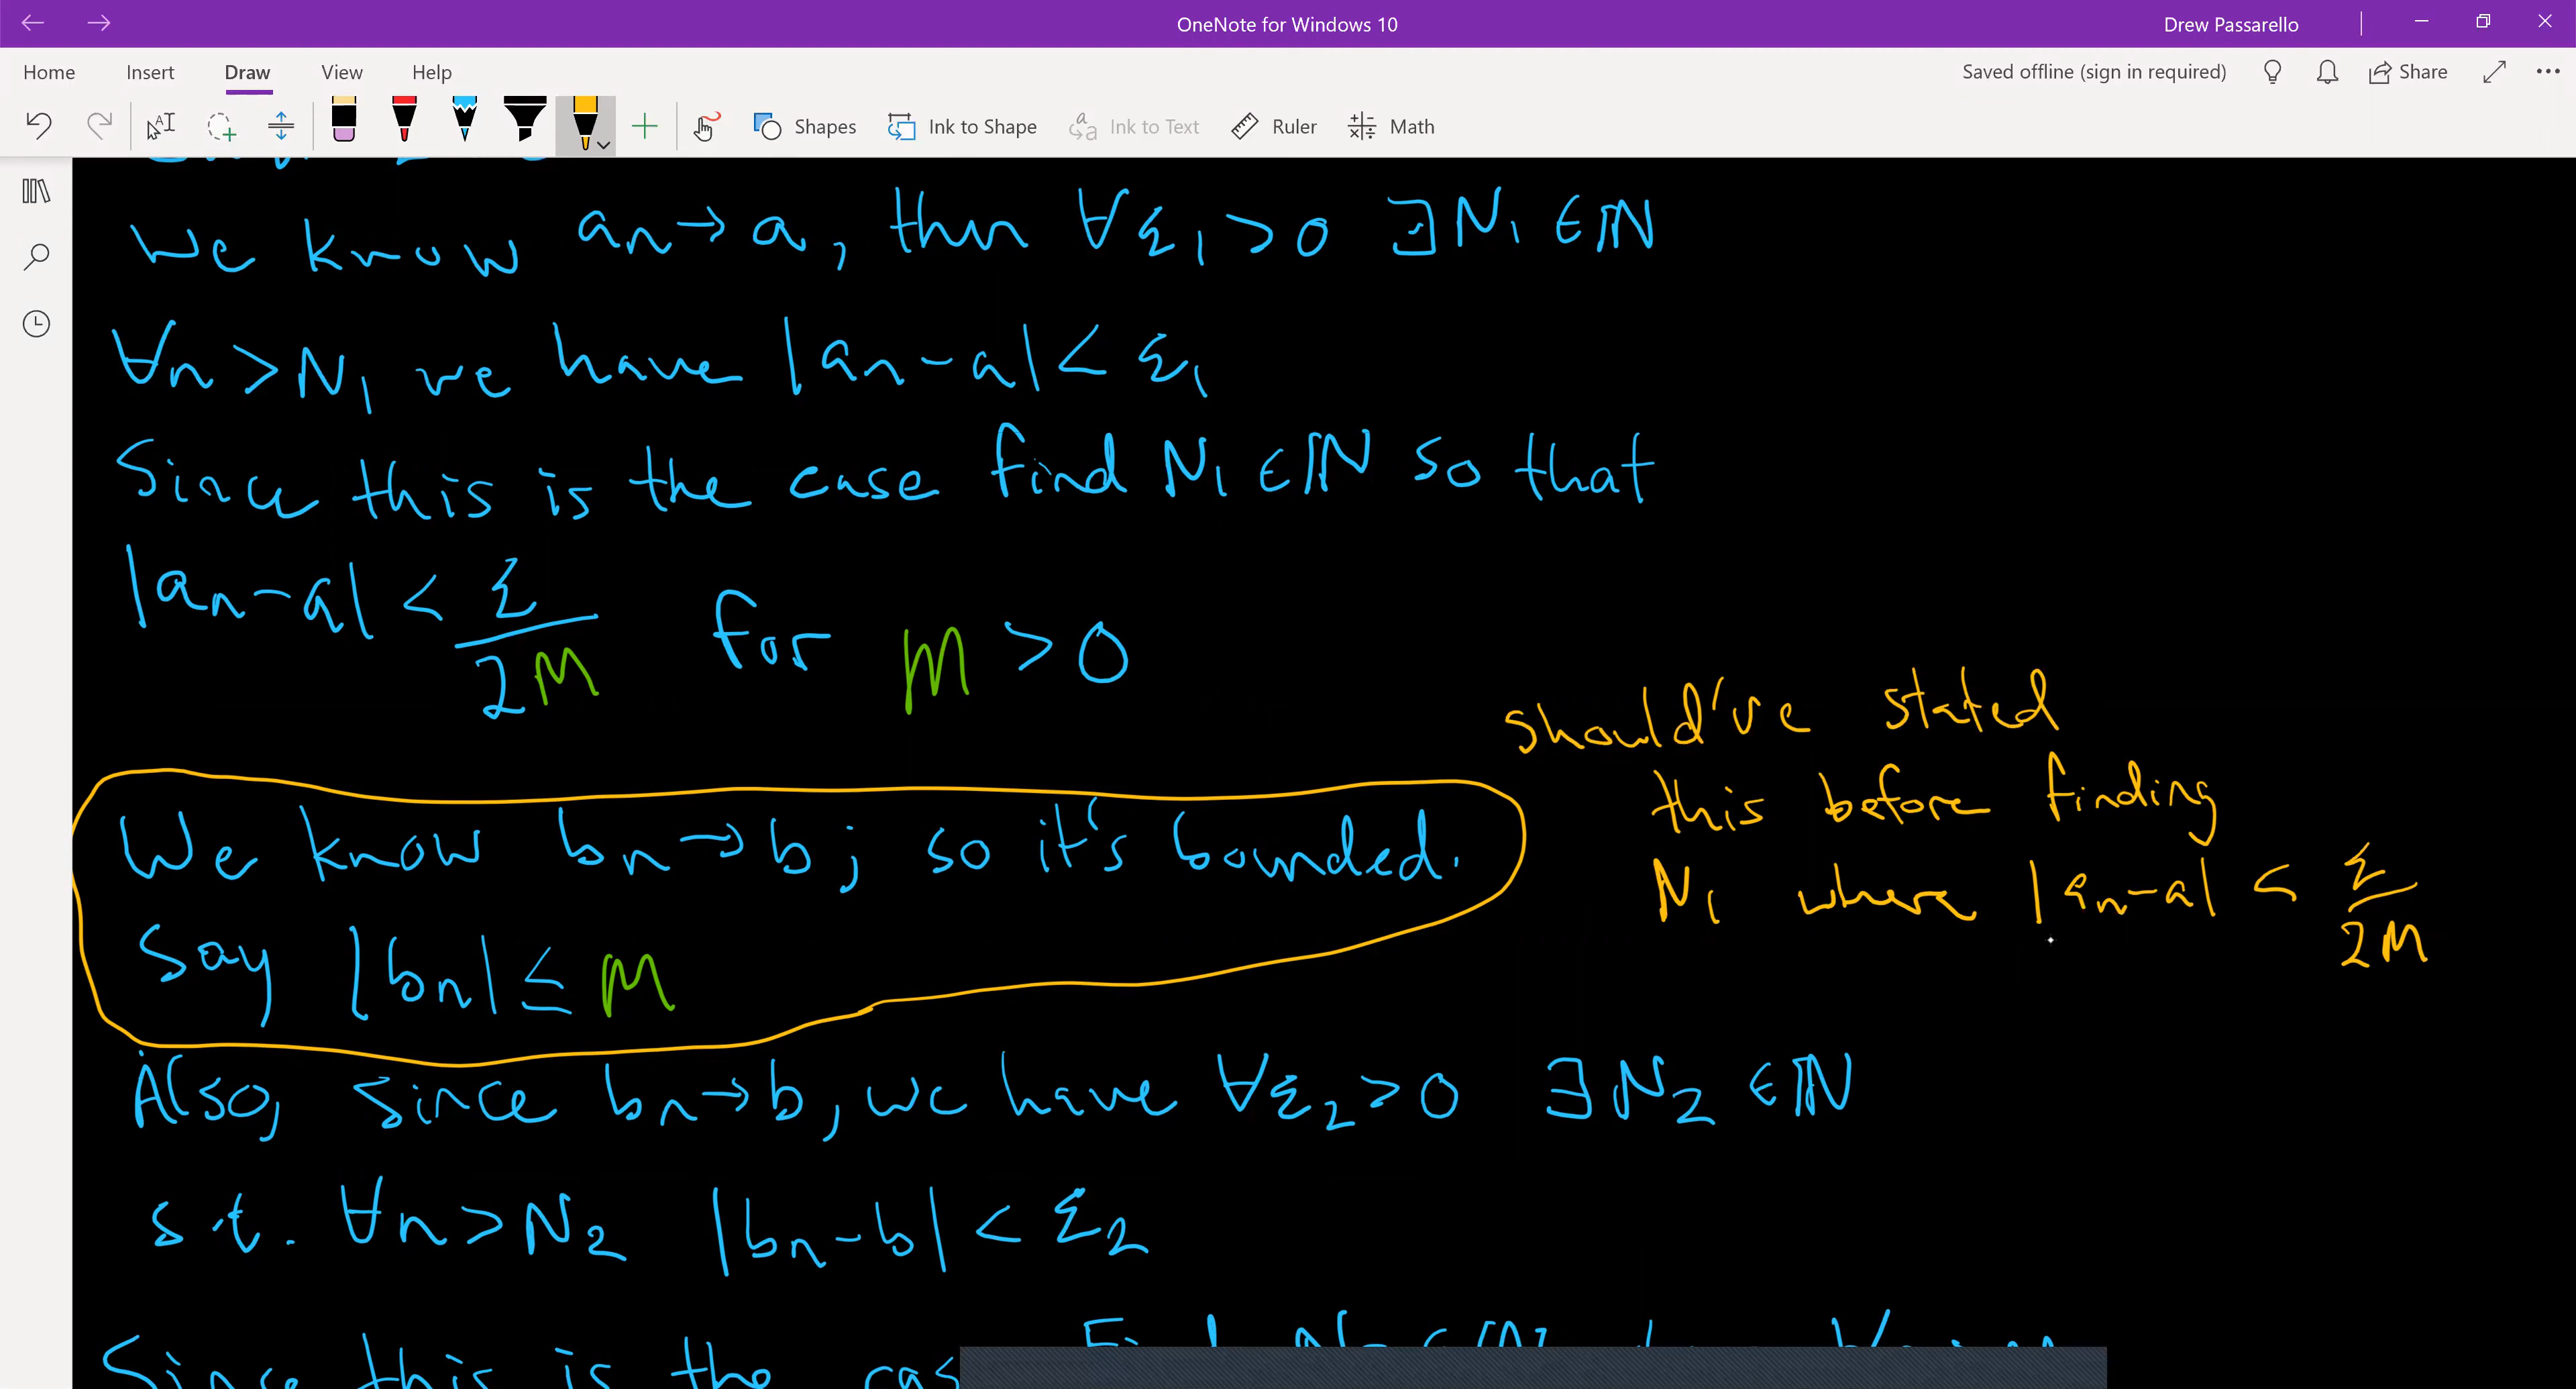 OneNote for Windows 10
Drew Passarello
Home Insert Draw View Help
Saved offline (sign in required)
Share
Shapes
Ink to Shape
Ink to Text
Ruler
Math
We know an→a, then ∀ε₁>0 ∃N₁∈ℕ
∀n>N₁ we have |an-a|<ε₁
Since this is the case find N₁∈ℕ so that
|an-a| < ε/2M for M>0
should've stated
this before finding
N₁ where |an-a| < ε/2M
We know bn→b; so it's bounded.
Say |bn|≤M
Also, since bn→b, we have ∀ε₂>0 ∃N₂∈ℕ
s.t. ∀n>N₂ |bn-b|<ε₂
Since this is the